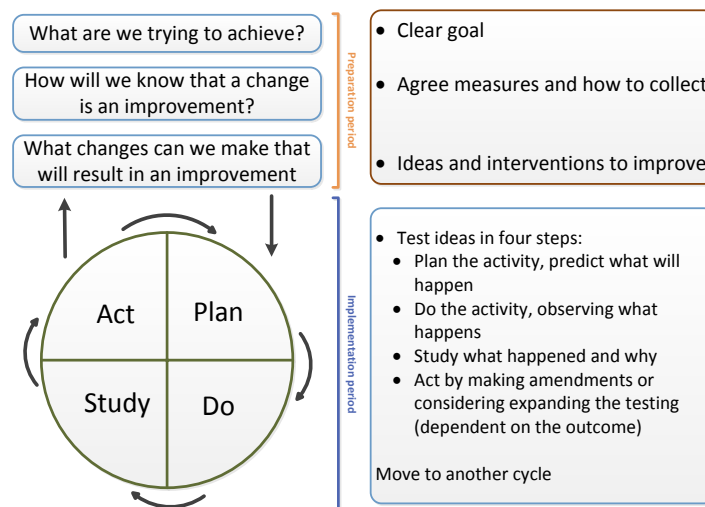 What are we trying to achieve?
How will we know that a change
is an improvement?
What changes can we make that
will result in an improvement
Preparation period
• Clear goal
• Agree measures and how to collect
• Ideas and interventions to improve
Act
Plan
Study
Do
Implementation period
• Test ideas in four steps:
• Plan the activity, predict what will
happen
• Do the activity, observing what
happens
• Study what happened and why
• Act by making amendments or
considering expanding the testing
(dependent on the outcome)
Move to another cycle